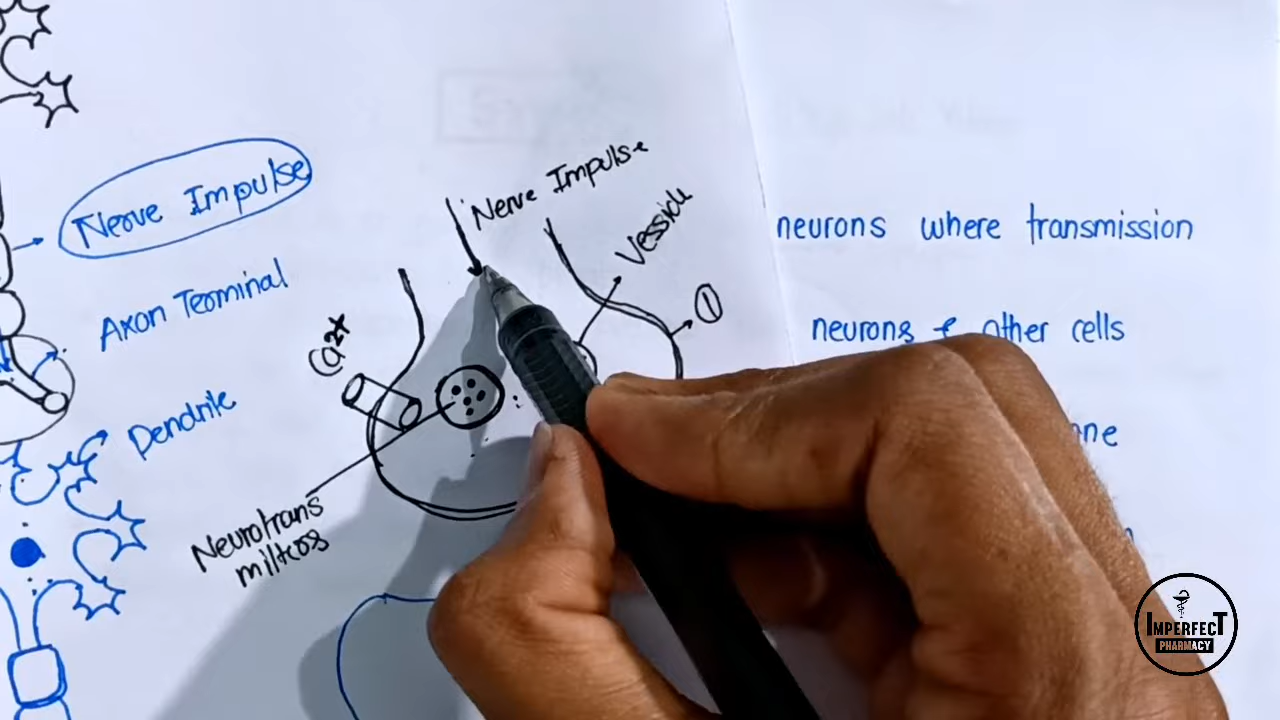 Nerve Impulse
Axon Terminal
Dendrite
Nerve Impulse
Vessicle
①
Ca2+
Neurotrans
mitters
neurons where transmission
neurons & other cells
IMPERFECT
PHARMACY